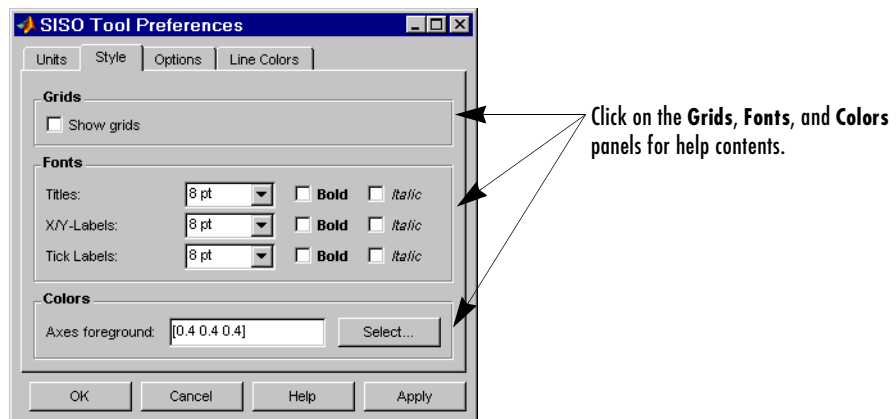 SISO Tool Preferences
Units Style Options Line Colors
Grids
Show grids
Click on the Grids, Fonts, and Colors
panels for help contents.
Fonts
Titles: 8 pt Bold Italic
X/Y-Labels: 8 pt Bold Italic
Tick Labels: 8 pt Bold Italic
Colors
Axes foreground: [0.4 0.4 0.4] Select...
OK Cancel Help Apply